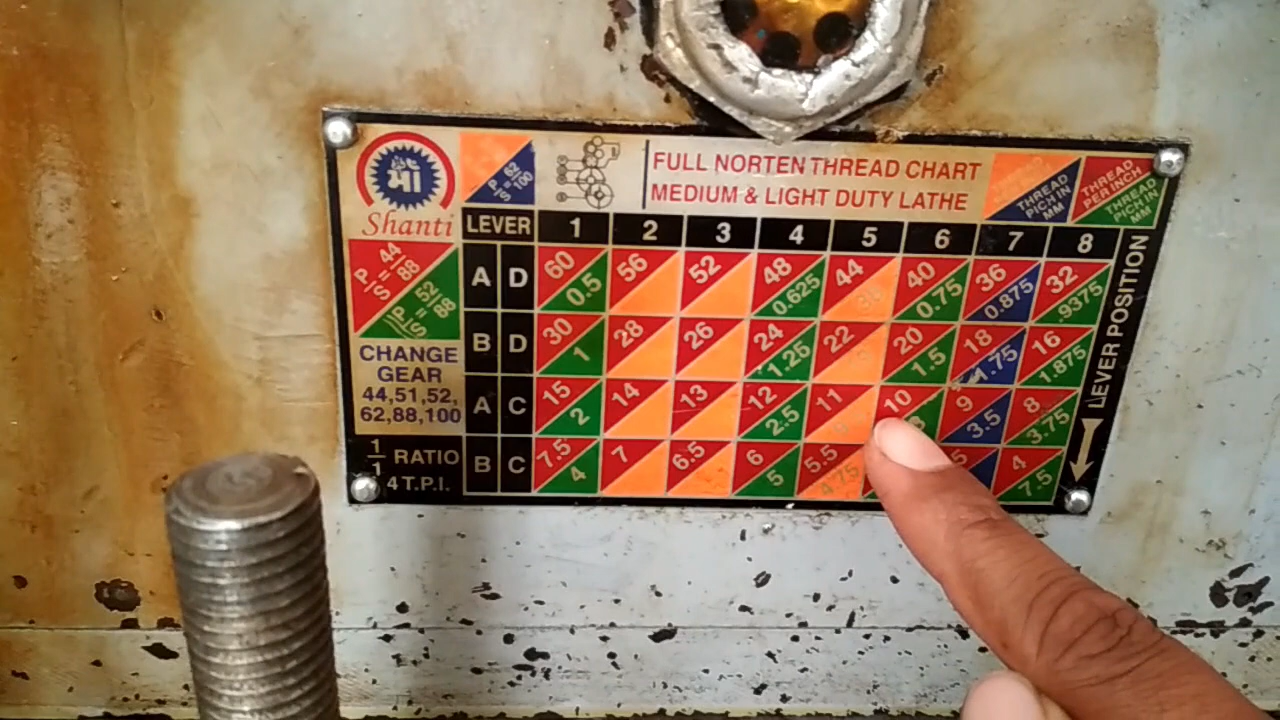 श्री
माँ
Shanti
P/S = 62/100
FULL NORTEN THREAD CHART
MEDIUM & LIGHT DUTY LATHE
THREAD PICH IN MM
THREAD PER INCH
THREAD PICH IN MM
P/S = 44/88
P/S = 52/88
LEVER 1 2 3 4 5 6 7 8
A D 60 0.5 56 52 48 0.625 44 40 0.75 36 0.875 32 .9375
B D 30 1 28 26 24 1.25 22 20 1.5 18 1.75 16 1.875
A C 15 2 14 13 12 2.5 11 10 9 3.5 8 3.75
B C 7.5 4 7 6.5 6 5 5.5 4.75 4 7.5
CHANGE
GEAR
44,51,52,
62,88,100
1/1 RATIO
4 T.P.I.
LEVER POSITION